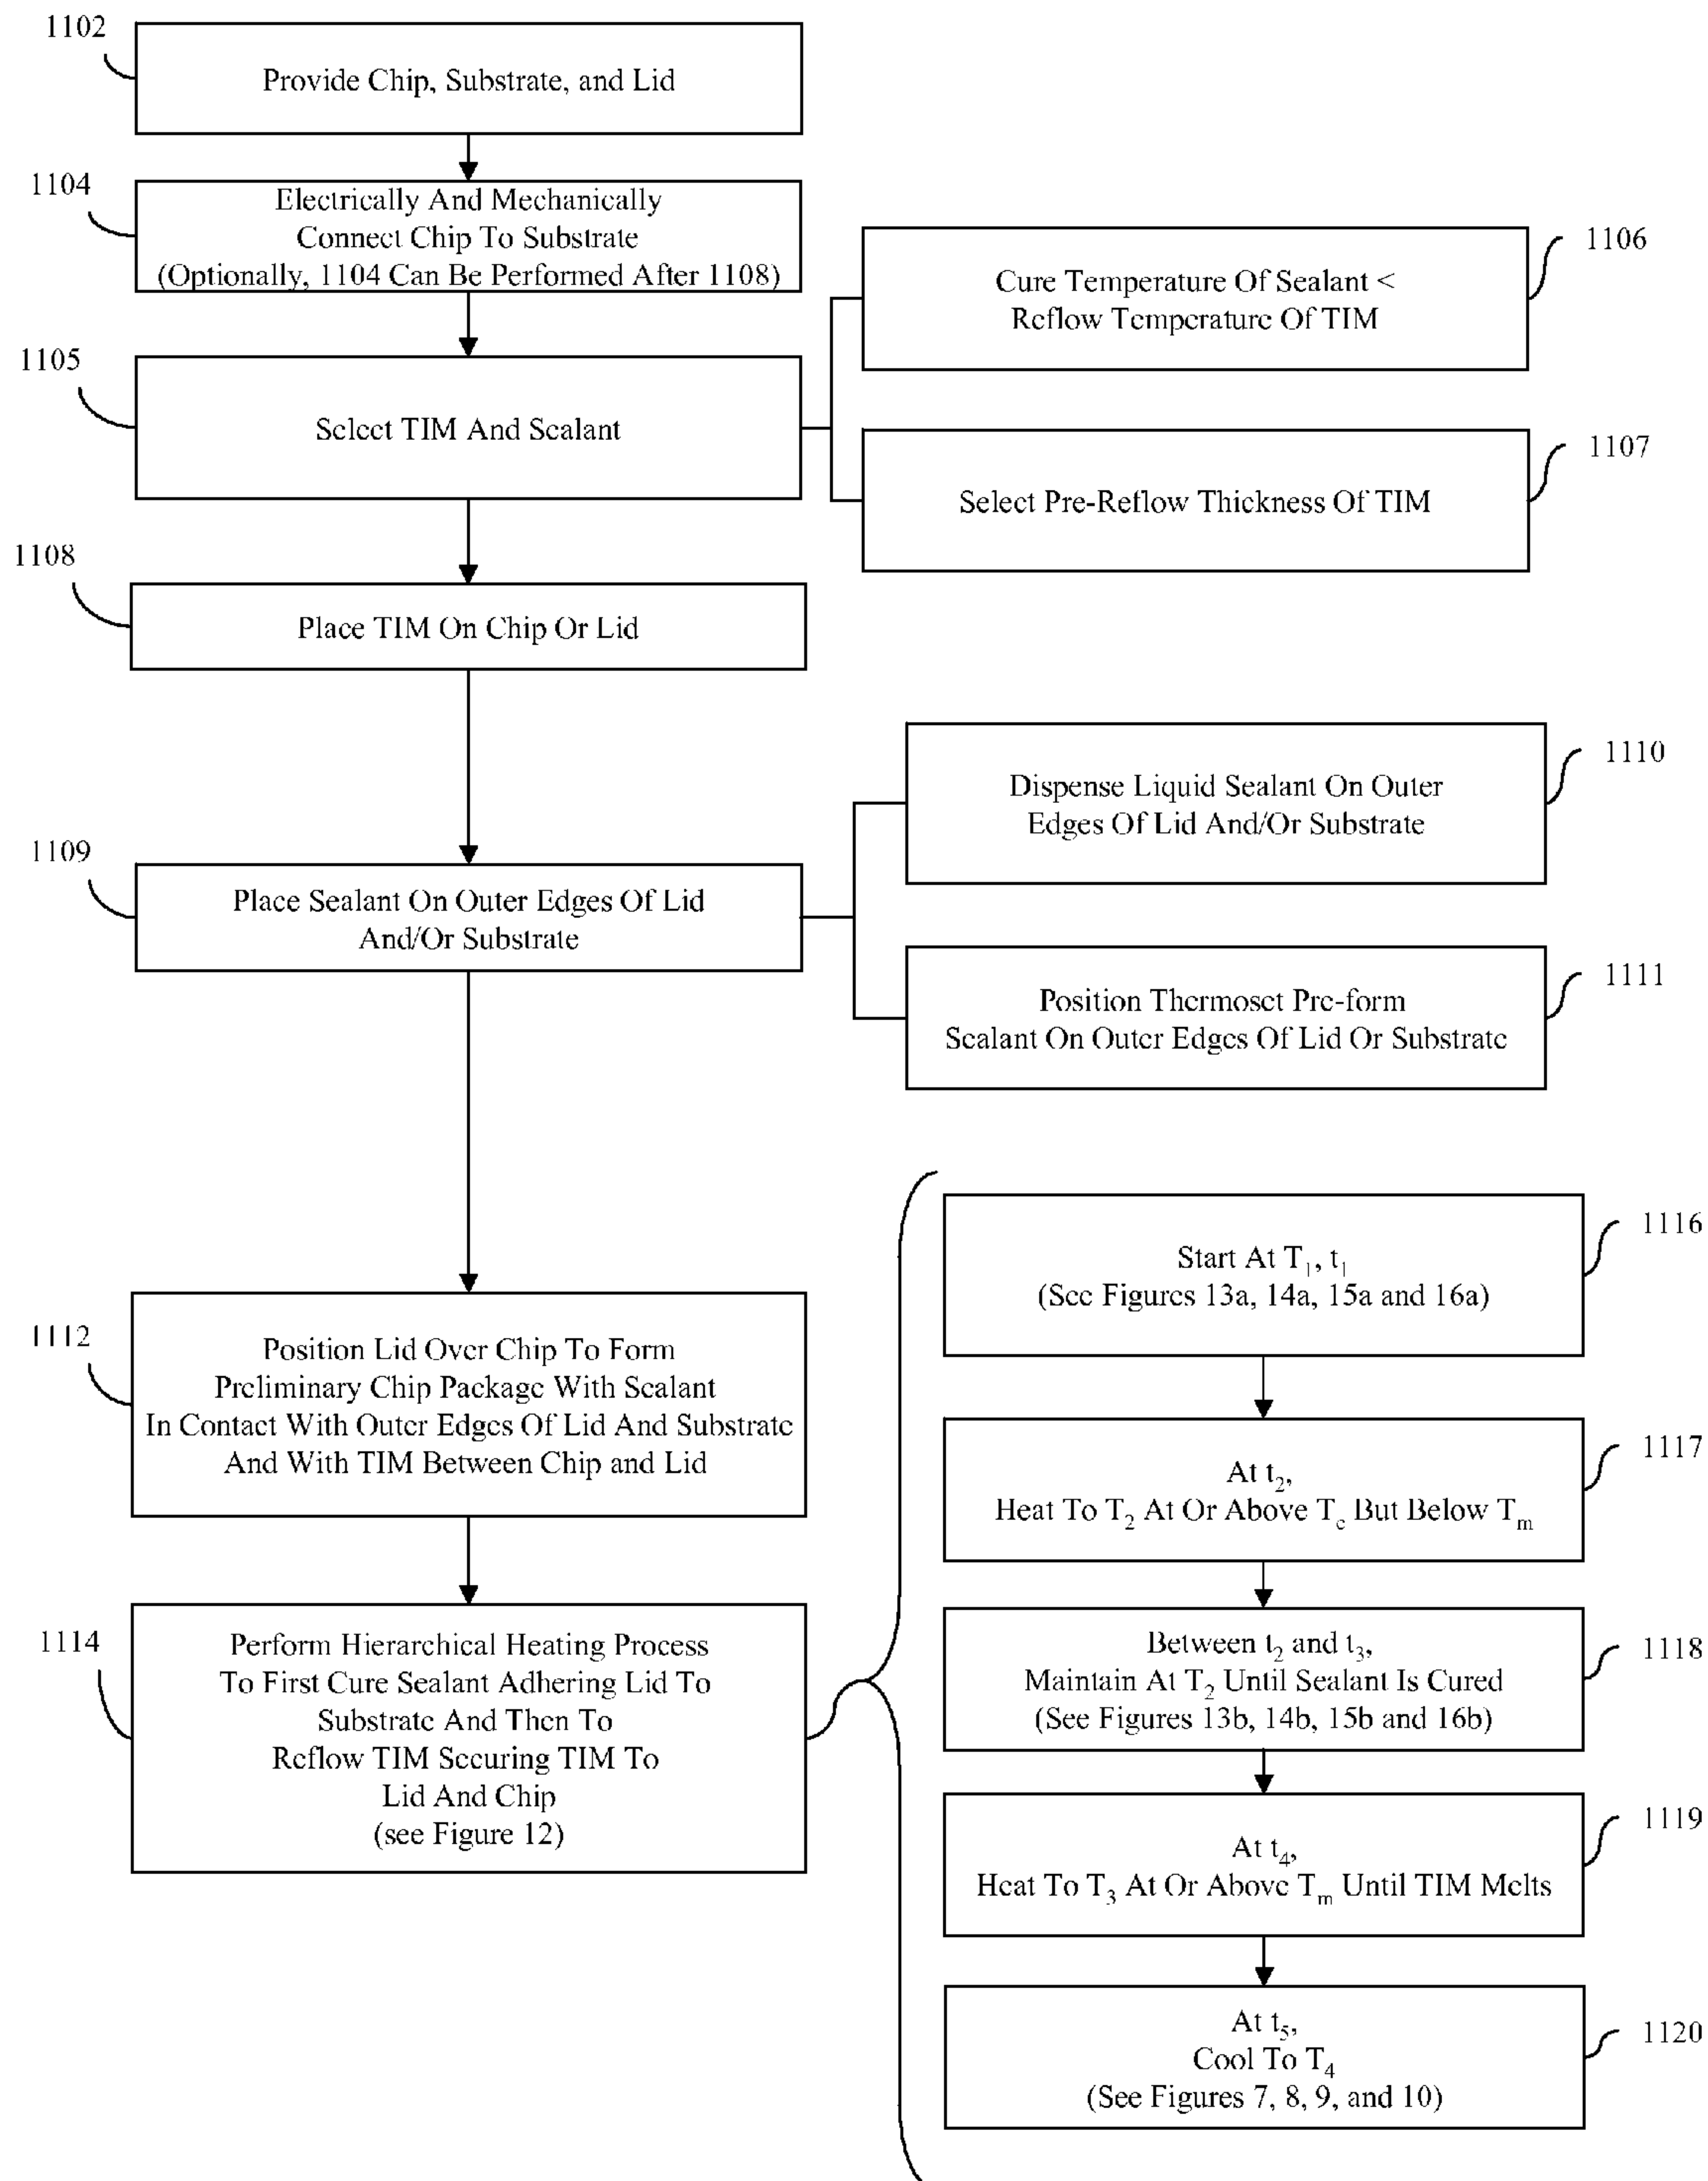 1102
Provide Chip, Substrate, and Lid
1104
Electrically And Mechanically
Connect Chip To Substrate
(Optionally, 1104 Can Be Performed After 1108)
1105
Select TIM And Sealant
1106
Cure Temperature Of Sealant <
Reflow Temperature Of TIM
1107
Select Pre-Reflow Thickness Of TIM
1108
Place TIM On Chip Or Lid
1109
Place Sealant On Outer Edges Of Lid
And/Or Substrate
1110
Dispense Liquid Sealant On Outer
Edges Of Lid And/Or Substrate
1111
Position Thermoset Pre-form
Sealant On Outer Edges Of Lid Or Substrate
1112
Position Lid Over Chip To Form
Preliminary Chip Package With Sealant
In Contact With Outer Edges Of Lid And Substrate
And With TIM Between Chip and Lid
1114
Perform Hierarchical Heating Process
To First Cure Sealant Adhering Lid To
Substrate And Then To
Reflow TIM Securing TIM To
Lid And Chip
(see Figure 12)
1116
Start At T₁, t₁
(See Figures 13a, 14a, 15a and 16a)
1117
At t₂,
Heat To T₂ At Or Above T_c But Below T_m
1118
Between t₂ and t₃,
Maintain At T₂ Until Sealant Is Cured
(See Figures 13b, 14b, 15b and 16b)
1119
At t₄,
Heat To T₃ At Or Above T_m Until TIM Melts
1120
At t₅,
Cool To T₄
(See Figures 7, 8, 9, and 10)